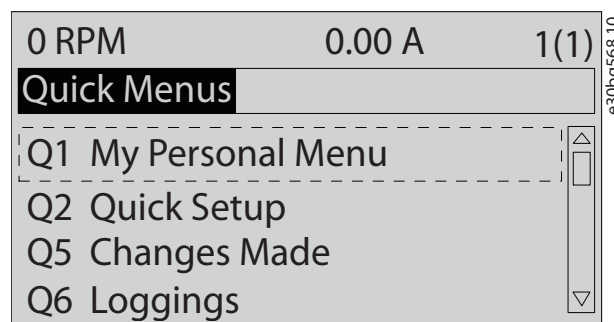 0 RPM 0.00 A 1(1)
Quick Menus
Q1 My Personal Menu
Q2 Quick Setup
Q5 Changes Made
Q6 Loggings
e30bg568.10